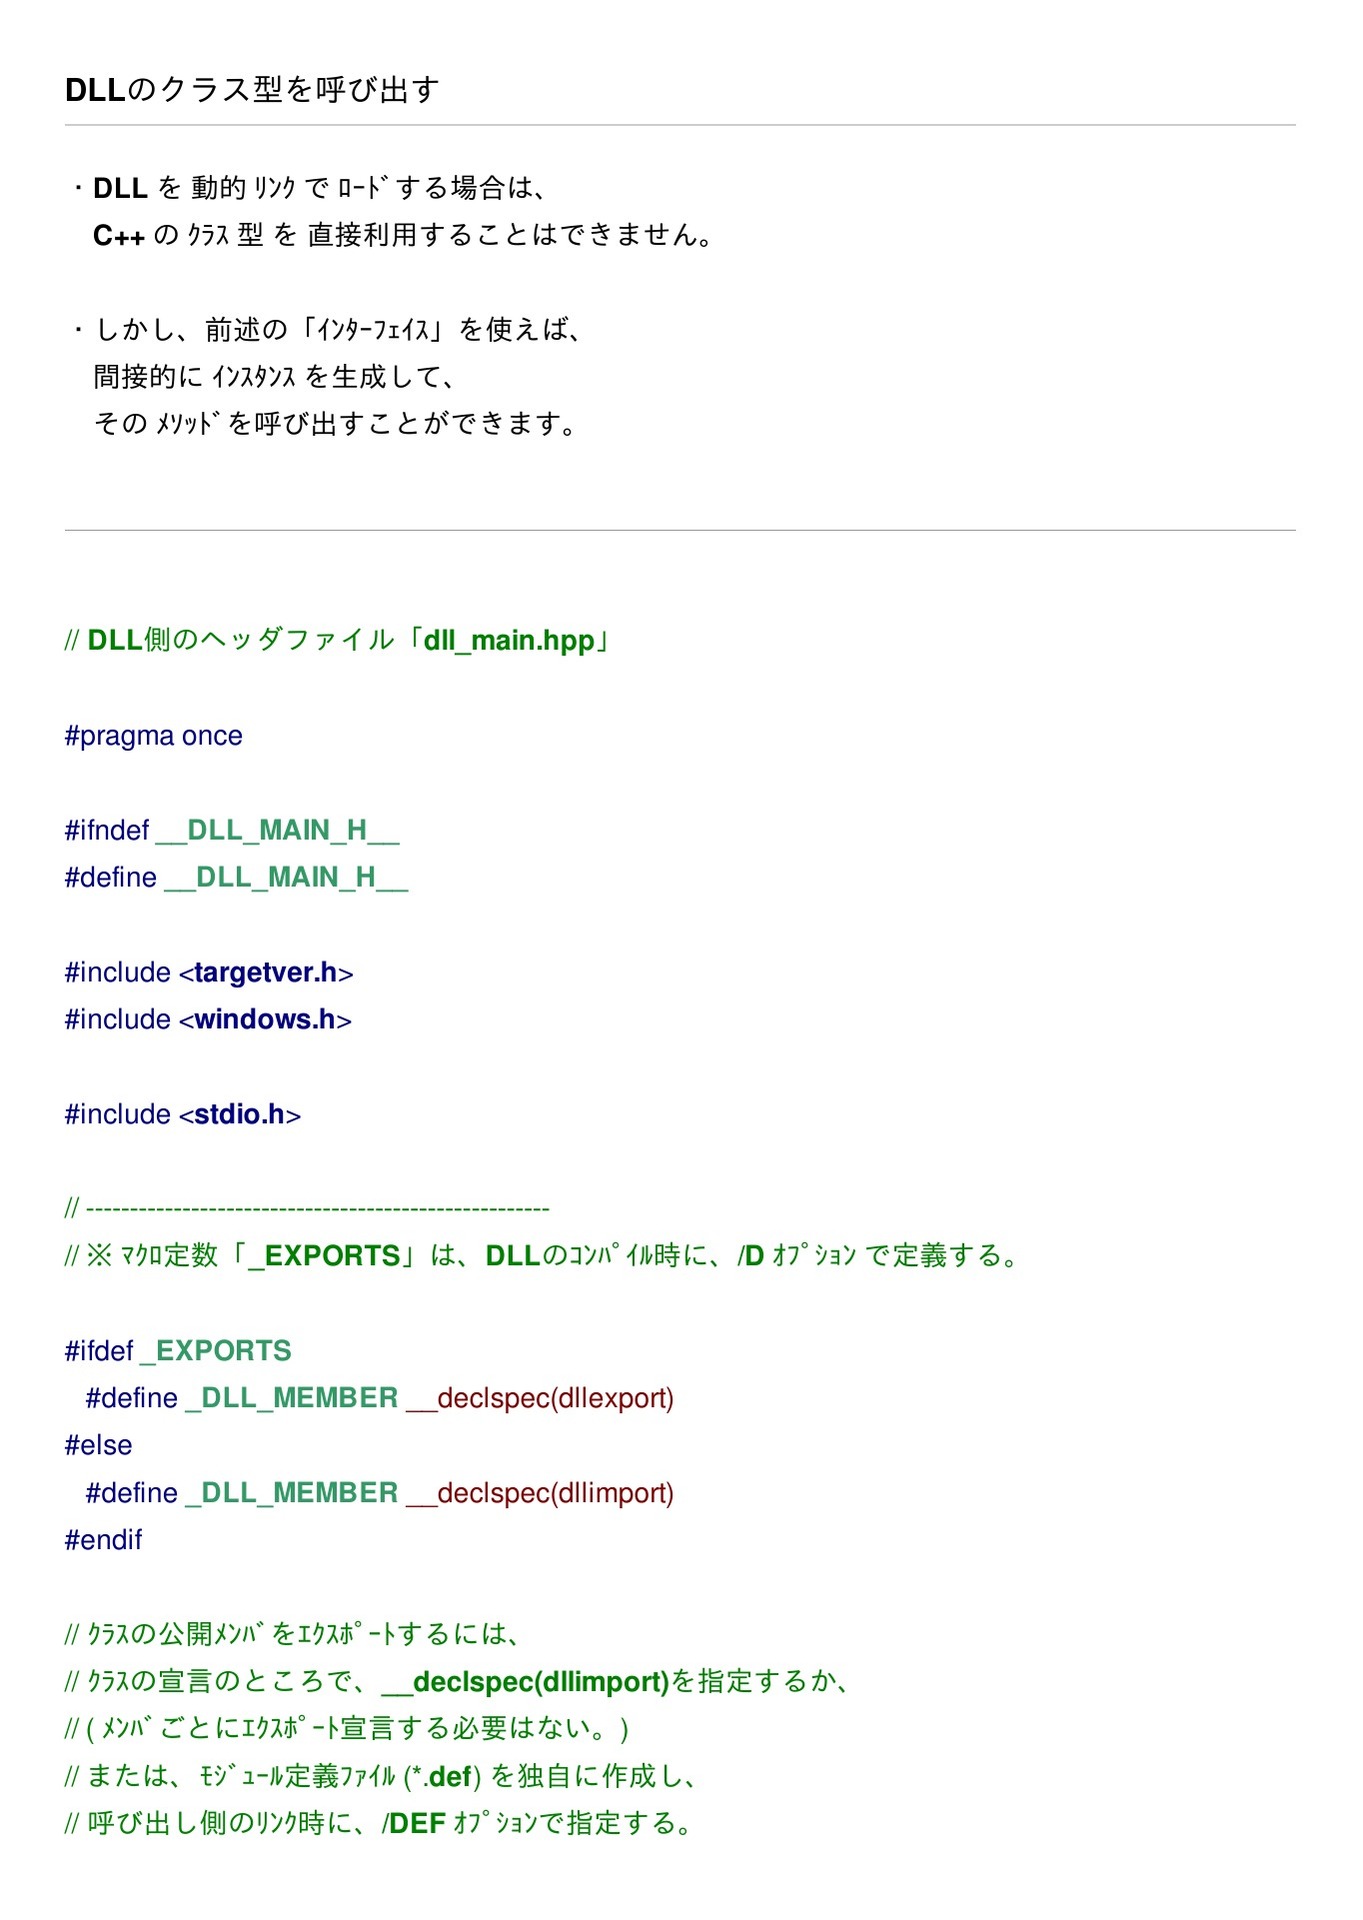 DLLのクラス型を呼び出す
・DLL を 動的 ﾘﾝｸ で ﾛｰﾄﾞする場合は、
C++ の ｸﾗｽ 型 を 直接利用することはできません。
・しかし、前述の「ｲﾝﾀｰﾌｪｲｽ」を使えば、
間接的に ｲﾝｽﾀﾝｽ を生成して、
その ﾒｿｯﾄﾞを呼び出すことができます。
// DLL側のヘッダファイル「dll_main.hpp」
#pragma once
#ifndef __DLL_MAIN_H__
#define __DLL_MAIN_H__
#include <targetver.h>
#include <windows.h>
#include <stdio.h>
// -----------------------------------------------------
// ※ ﾏｸﾛ定数「_EXPORTS」は、DLLのｺﾝﾊﾟｲﾙ時に、/D ｵﾌﾟｼｮﾝ で定義する。
#ifdef _EXPORTS
#define _DLL_MEMBER __declspec(dllexport)
#else
#define _DLL_MEMBER __declspec(dllimport)
#endif
// ｸﾗｽの公開ﾒﾝﾊﾞをｴｸｽﾎﾟｰﾄするには、
// ｸﾗｽの宣言のところで、__declspec(dllimport)を指定するか、
// ( ﾒﾝﾊﾞごとにｴｸｽﾎﾟｰﾄ宣言する必要はない。)
// または、ﾓｼﾞｭｰﾙ定義ﾌｧｲﾙ (*.def) を独自に作成し、
// 呼び出し側のﾘﾝｸ時に、/DEF ｵﾌﾟｼｮﾝで指定する。